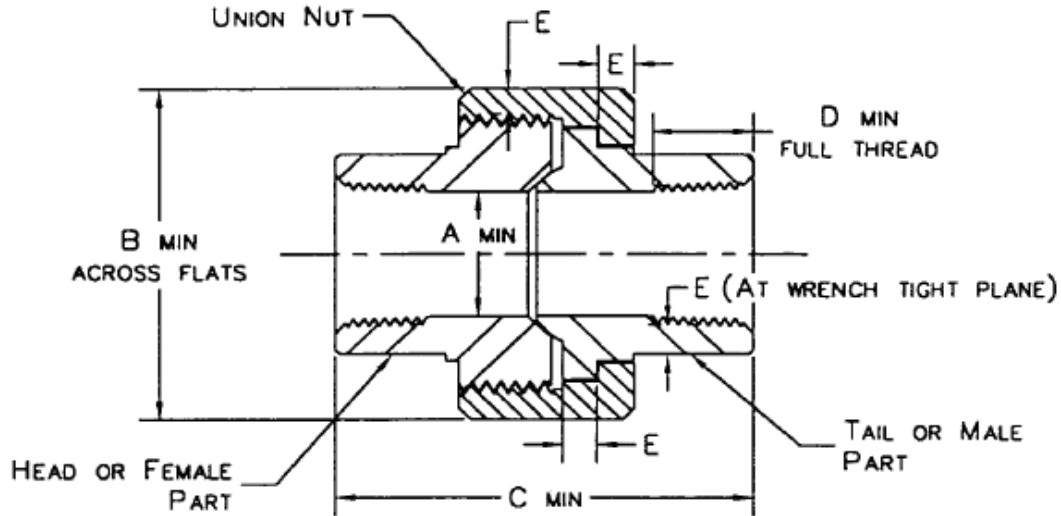 UNION NUT
E
E
D MIN
FULL THREAD
B MIN
ACROSS FLATS
A MIN
E (AT WRENCH TIGHT PLANE)
E
TAIL OR MALE
PART
HEAD OR FEMALE
PART
C MIN